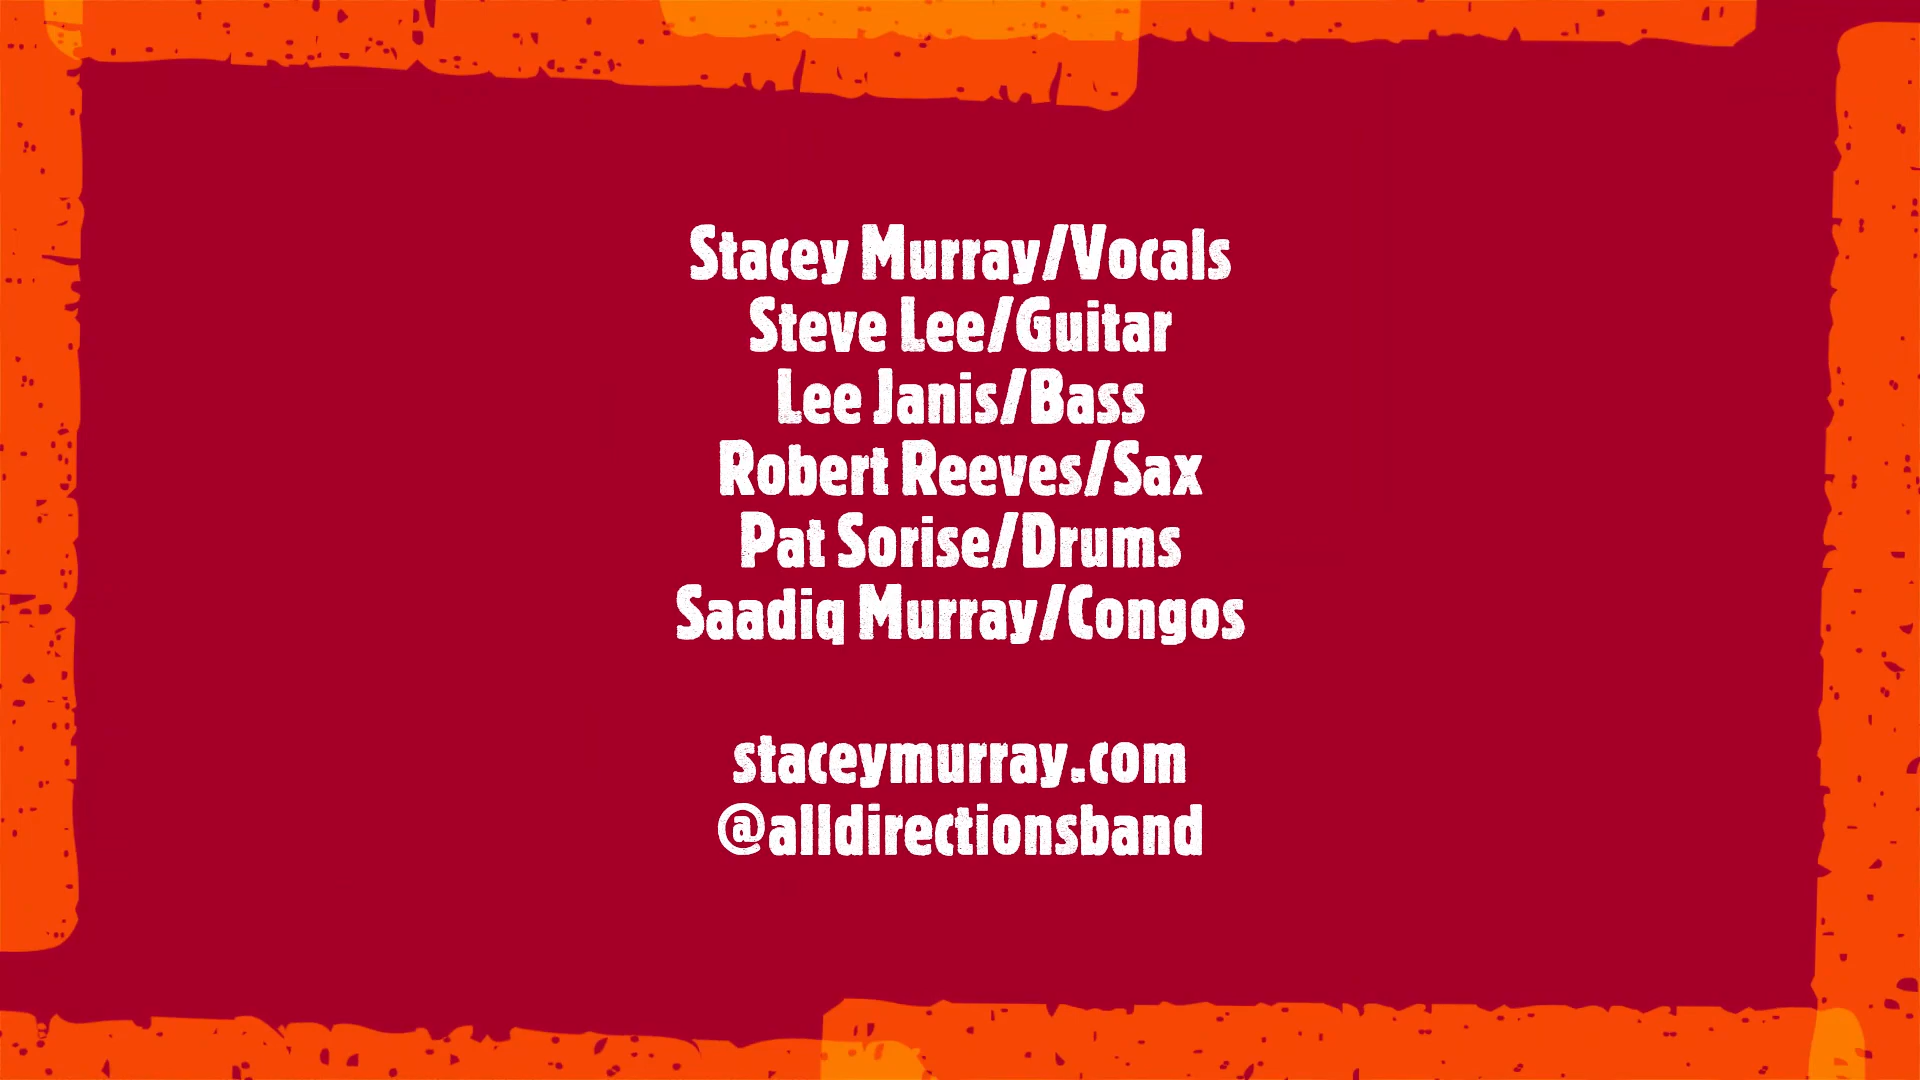 Stacey Murray/Vocals
Steve Lee/Guitar
Lee Janis/Bass
Robert Reeves/Sax
Pat Sorise/Drums
Saadiq Murray/Congos
staceymurray.com
@alldirectionsband